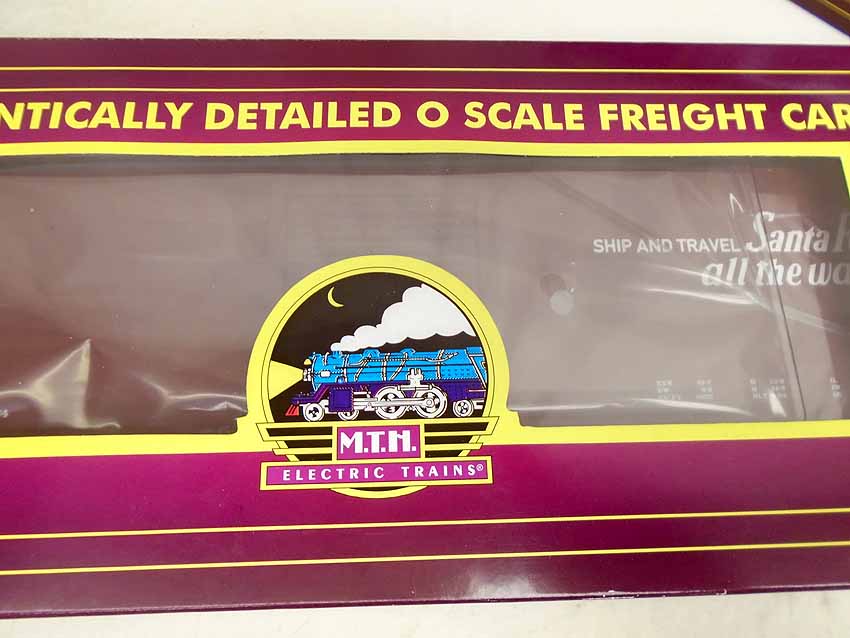 NTICALLY DETAILED O SCALE FREIGHT CAR
SHIP AND TRAVEL Santa
all the wa
M.T.H.
ELECTRIC TRAINS®